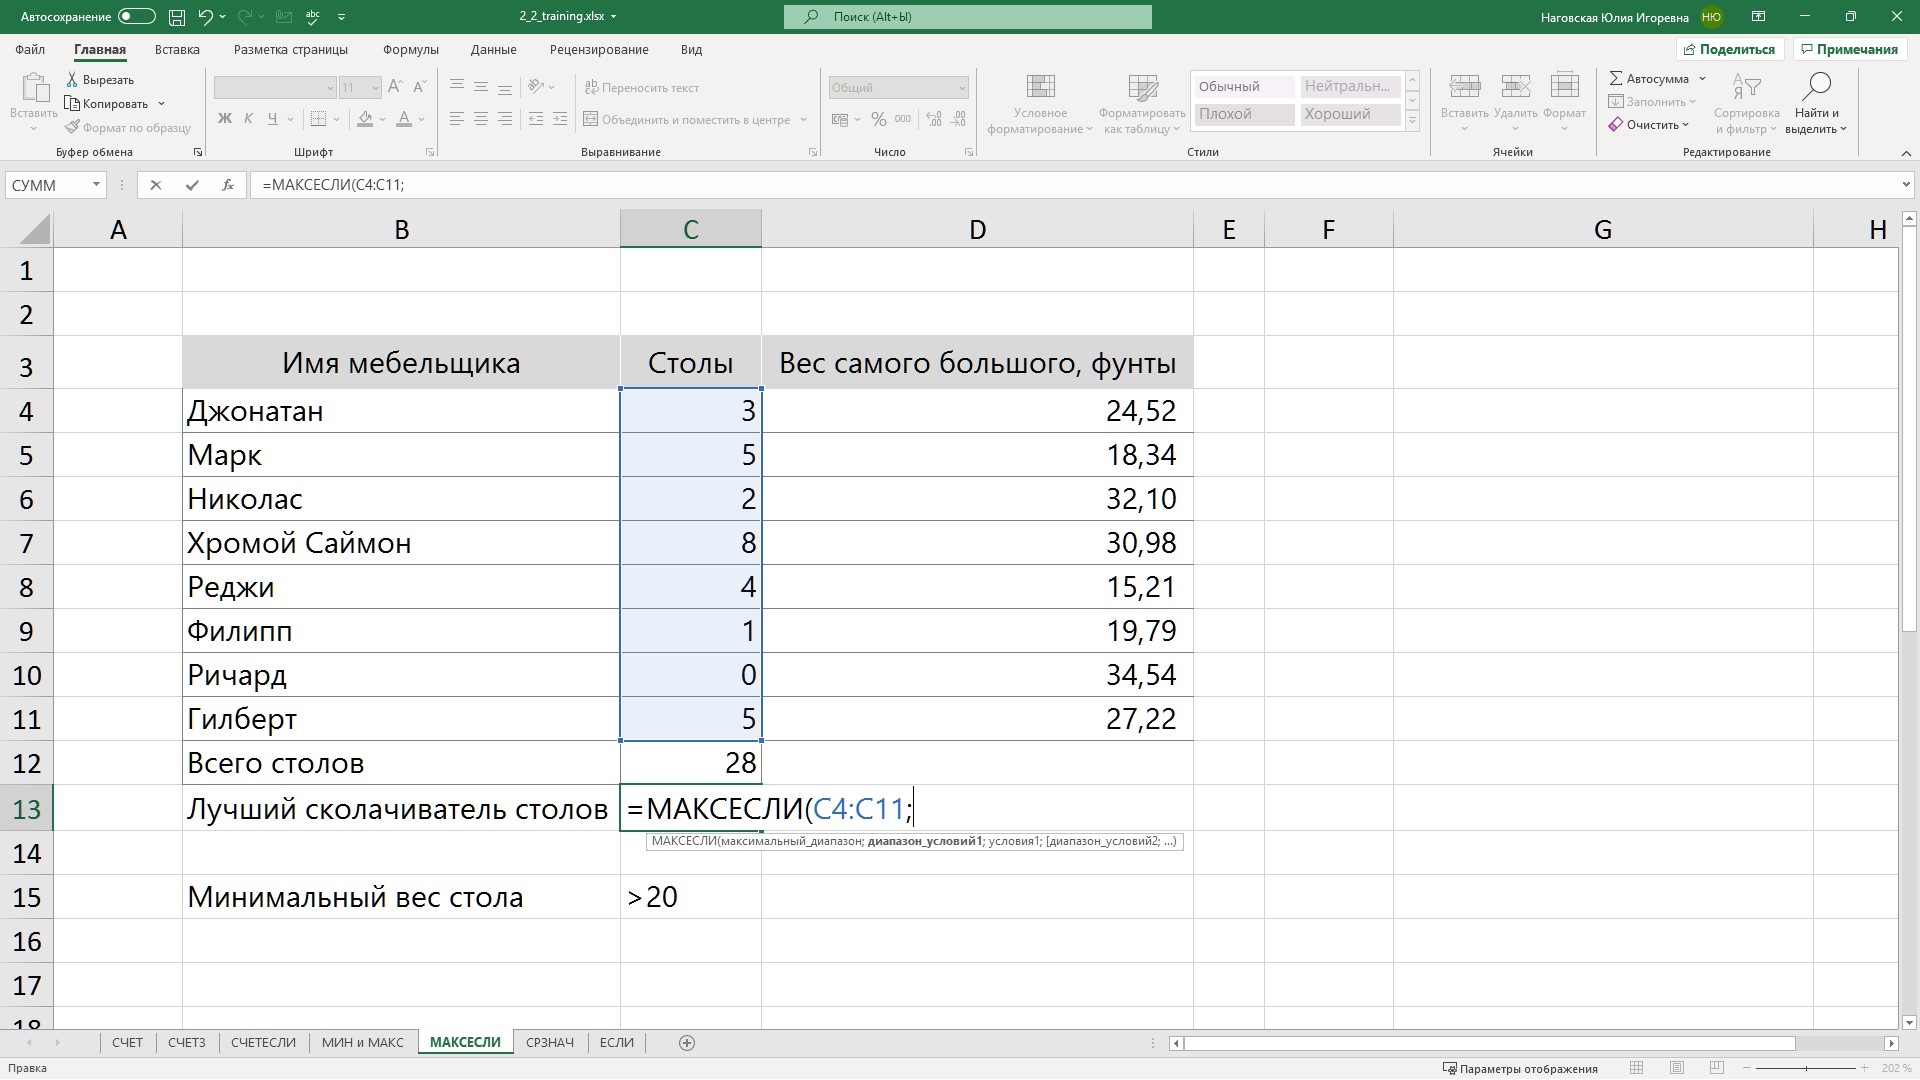 Автосохранение 2_2_training.xlsx Поиск (Alt+Ы) Наговская Юлия Игоревна НЮ
Файл Главная Вставка Разметка страницы Формулы Данные Рецензирование Вид Поделиться Примечания
Вставить
Вырезать
Копировать
Формат по образцу
Буфер обмена
11
Ж К Ч
Шрифт
Переносить текст
Объединить и поместить в центре
Выравнивание
Общий
% 000
Число
Условное форматирование
Форматировать как таблицу
Обычный Нейтральн...
Плохой Хороший
Стили
Вставить Удалить Формат
Ячейки
Автосумма
Заполнить
Очистить
Сортировка и фильтр
Найти и выделить
Редактирование
СУММ fx =МАКСЕСЛИ(C4:C11;
A B C D E F G H
1
2
3 Имя мебельщика Столы Вес самого большого, фунты
4 Джонатан 3 24,52
5 Марк 5 18,34
6 Николас 2 32,10
7 Хромой Саймон 8 30,98
8 Реджи 4 15,21
9 Филипп 1 19,79
10 Ричард 0 34,54
11 Гилберт 5 27,22
12 Всего столов 28
13 Лучший сколачиватель столов =МАКСЕСЛИ(C4:C11;
МАКСЕСЛИ(максимальный_диапазон; диапазон_условий1; условия1; [диапазон_условий2; ...)
14
15 Минимальный вес стола >20
16
17
18
СЧЕТ СЧЕТЗ СЧЕТЕСЛИ МИН и МАКС МАКСЕСЛИ СРЗНАЧ ЕСЛИ
Правка Параметры отображения 202 %